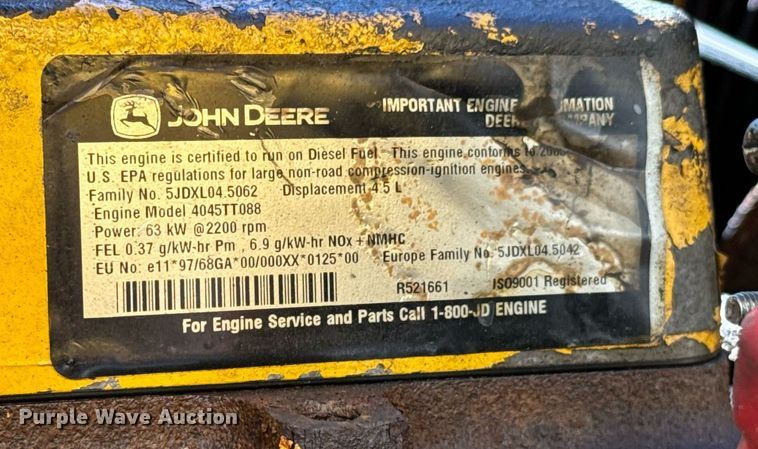 JOHN DEERE
IMPORTANT ENGINE
DEERE
This engine is certified to run on Diesel Fuel. This engine conforms to
U.S. EPA regulations for large non-road compression-ignition engines
Family No. 5JDXL04.5062 Displacement 4.5 L
Engine Model 4045TT088
Power: 63 kW @2200 rpm
FEL 0.37 g/kW-hr Pm , 6.9 g/kW-hr NOx + NMHC
EU No: e11*97/68GA*00/000XX*0125*00 Europe Family No. 5JDXL04.5042
R521661 ISO9001 Registered
For Engine Service and Parts Call 1-800-JD ENGINE
Purple Wave Auction